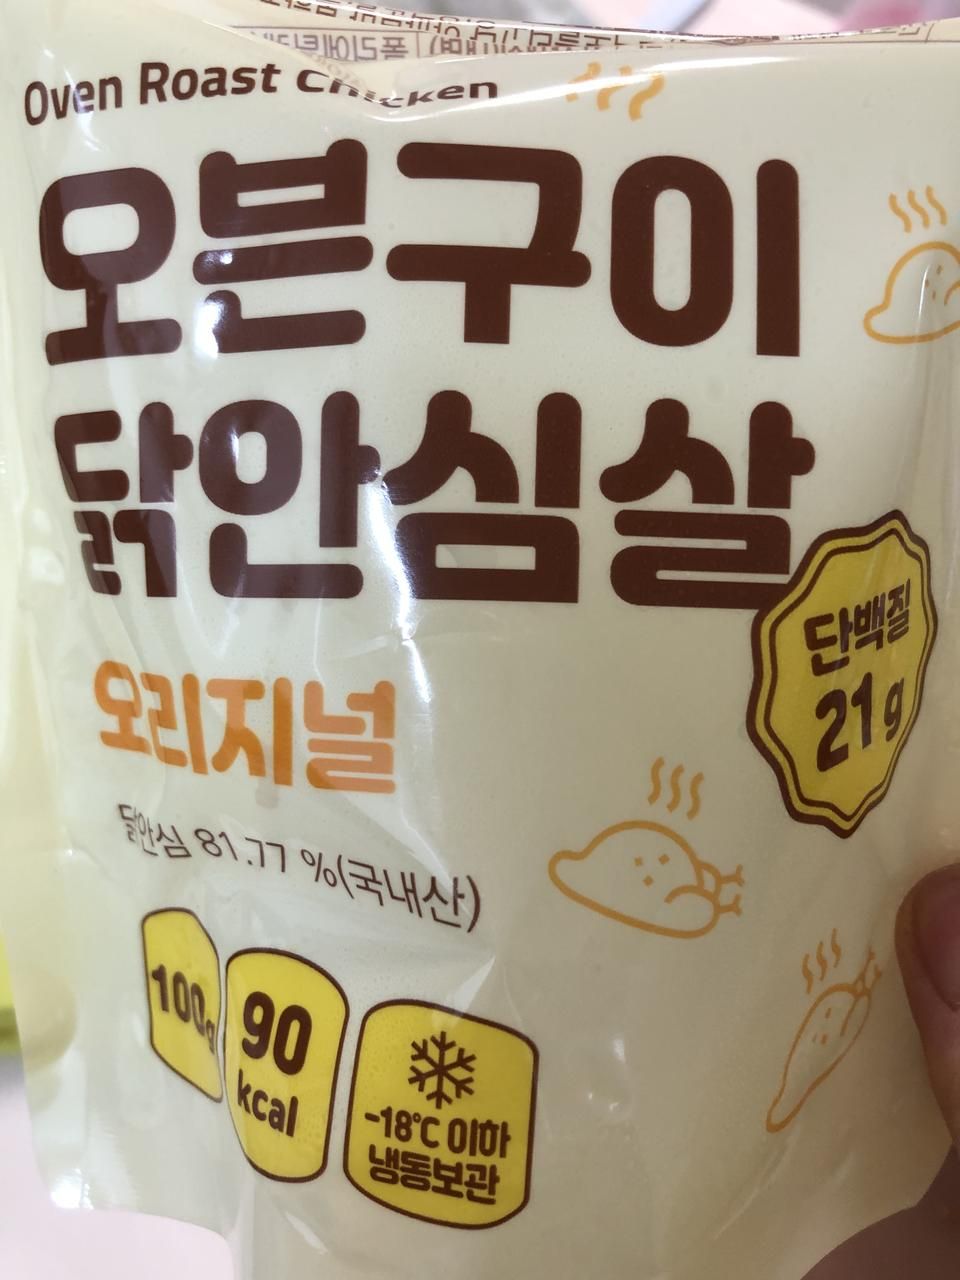 Oven Roast Chicken
오븐구이
닭안심살
단백질
21g
오리지널
닭안심 81.77 %(국내산)
100g
90
kcal
-18℃ 이하
냉동보관